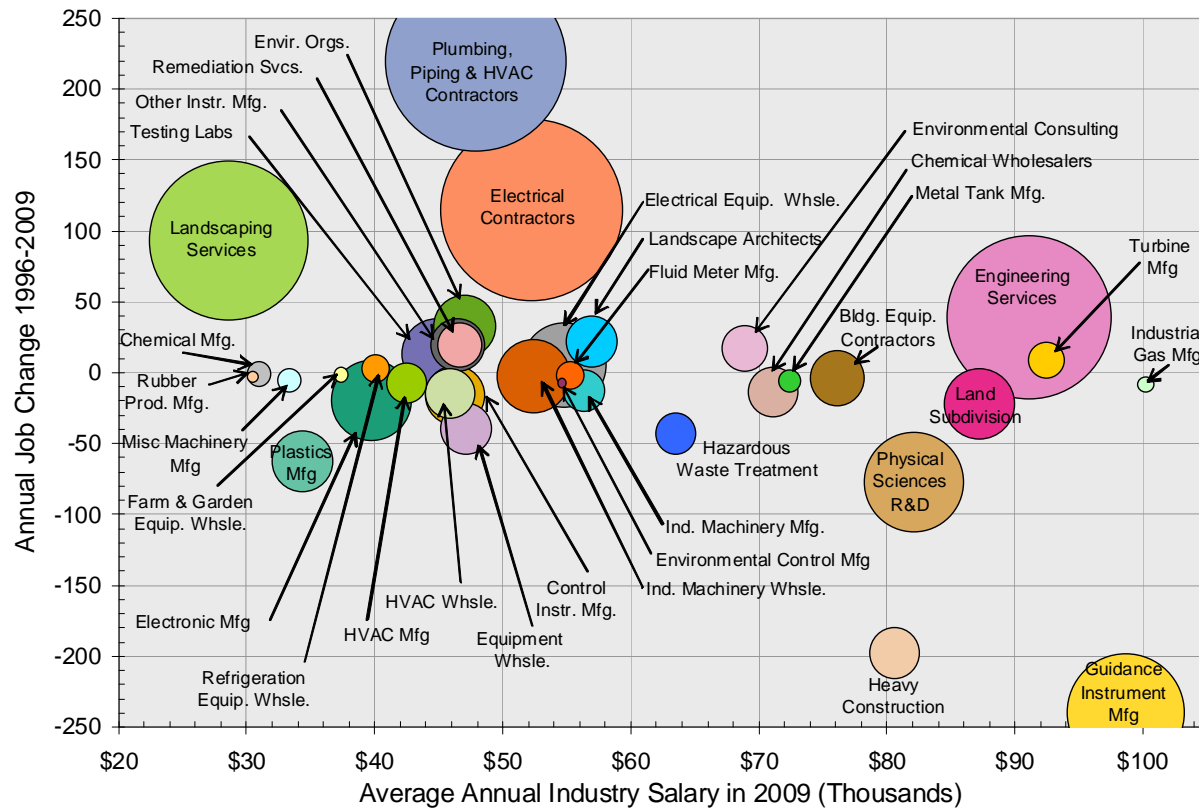 250
200
150
100
50
0
-50
-100
-150
-200
-250
Annual Job Change 1996-2009
Envir. Orgs.
Remediation Svcs.
Other Instr. Mfg.
Testing Labs
Plumbing,
Piping & HVAC
Contractors
Electrical
Contractors
Landscaping
Services
Environmental Consulting
Chemical Wholesalers
Metal Tank Mfg.
Electrical Equip. Whsle.
Landscape Architects
Fluid Meter Mfg.
Engineering
Services
Turbine
Mfg
Bldg. Equip.
Contractors
Industrial
Gas Mfg
Chemical Mfg.
Rubber
Prod. Mfg.
Misc Machinery
Mfg
Farm & Garden
Equip. Whsle.
Plastics
Mfg
Land
Subdivision
Hazardous
Waste Treatment
Physical
Sciences
R&D
Ind. Machinery Mfg.
Environmental Control Mfg
Ind. Machinery Whsle.
Control
Instr. Mfg.
HVAC Whsle.
Equipment
Whsle.
HVAC Mfg
Electronic Mfg
Refrigeration
Equip. Whsle.
Heavy
Construction
Guidance
Instrument
Mfg
$20 $30 $40 $50 $60 $70 $80 $90 $100
Average Annual Industry Salary in 2009 (Thousands)